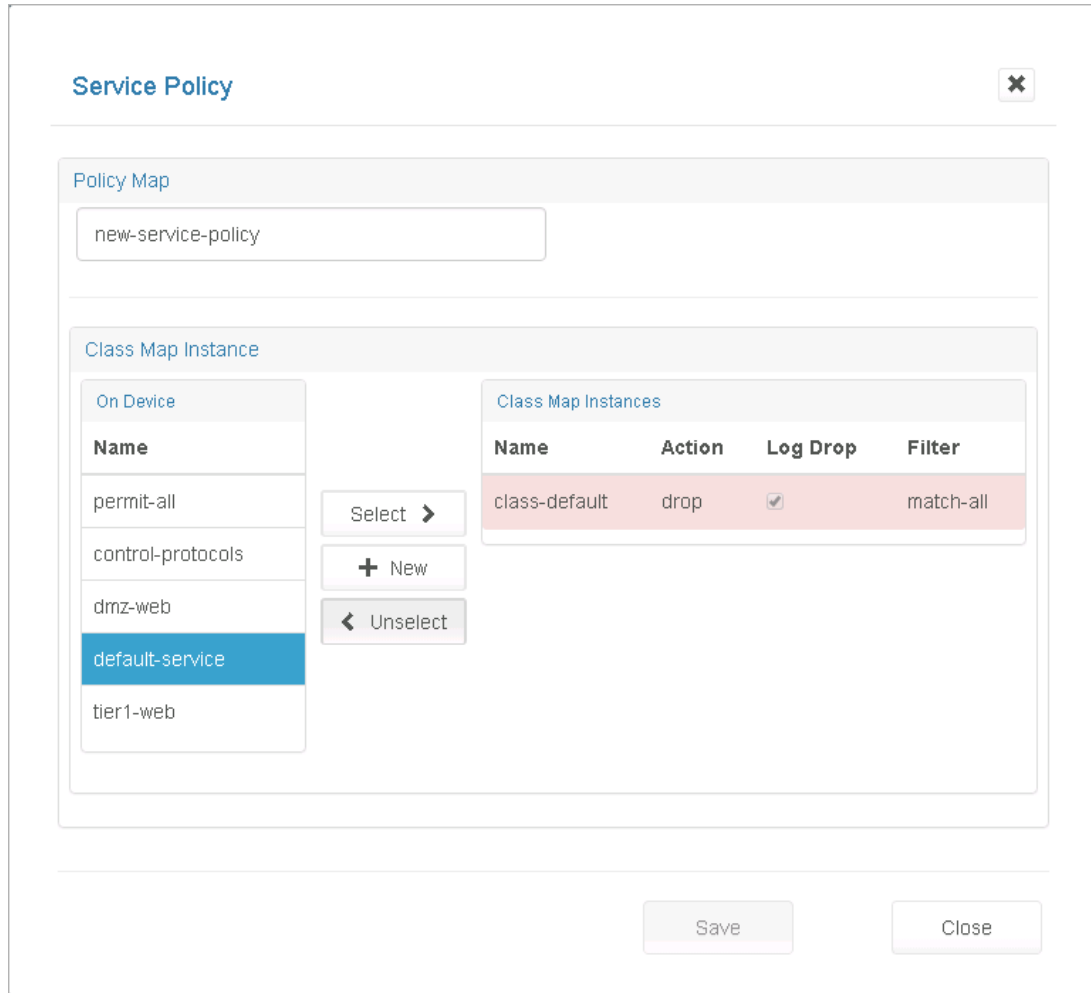 Service Policy
Policy Map
new-service-policy
Class Map Instance
On Device
Name
permit-all
control-protocols
dmz-web
default-service
tier1-web
Select
New
Unselect
Class Map Instances
Name Action Log Drop Filter
class-default drop match-all
Save Close